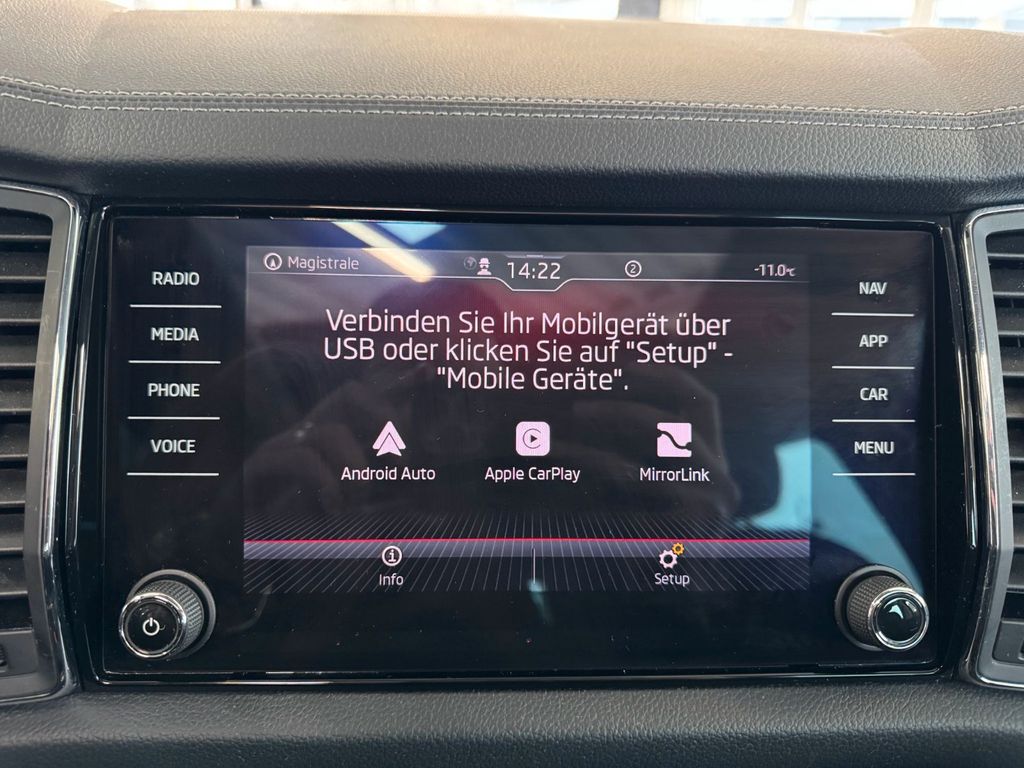 Magistrale
14:22
2
-11.0°C
RADIO
MEDIA
PHONE
VOICE
NAV
APP
CAR
MENU
Verbinden Sie Ihr Mobilgerät über
USB oder klicken Sie auf "Setup" -
"Mobile Geräte".
Android Auto
Apple CarPlay
MirrorLink
Info
Setup